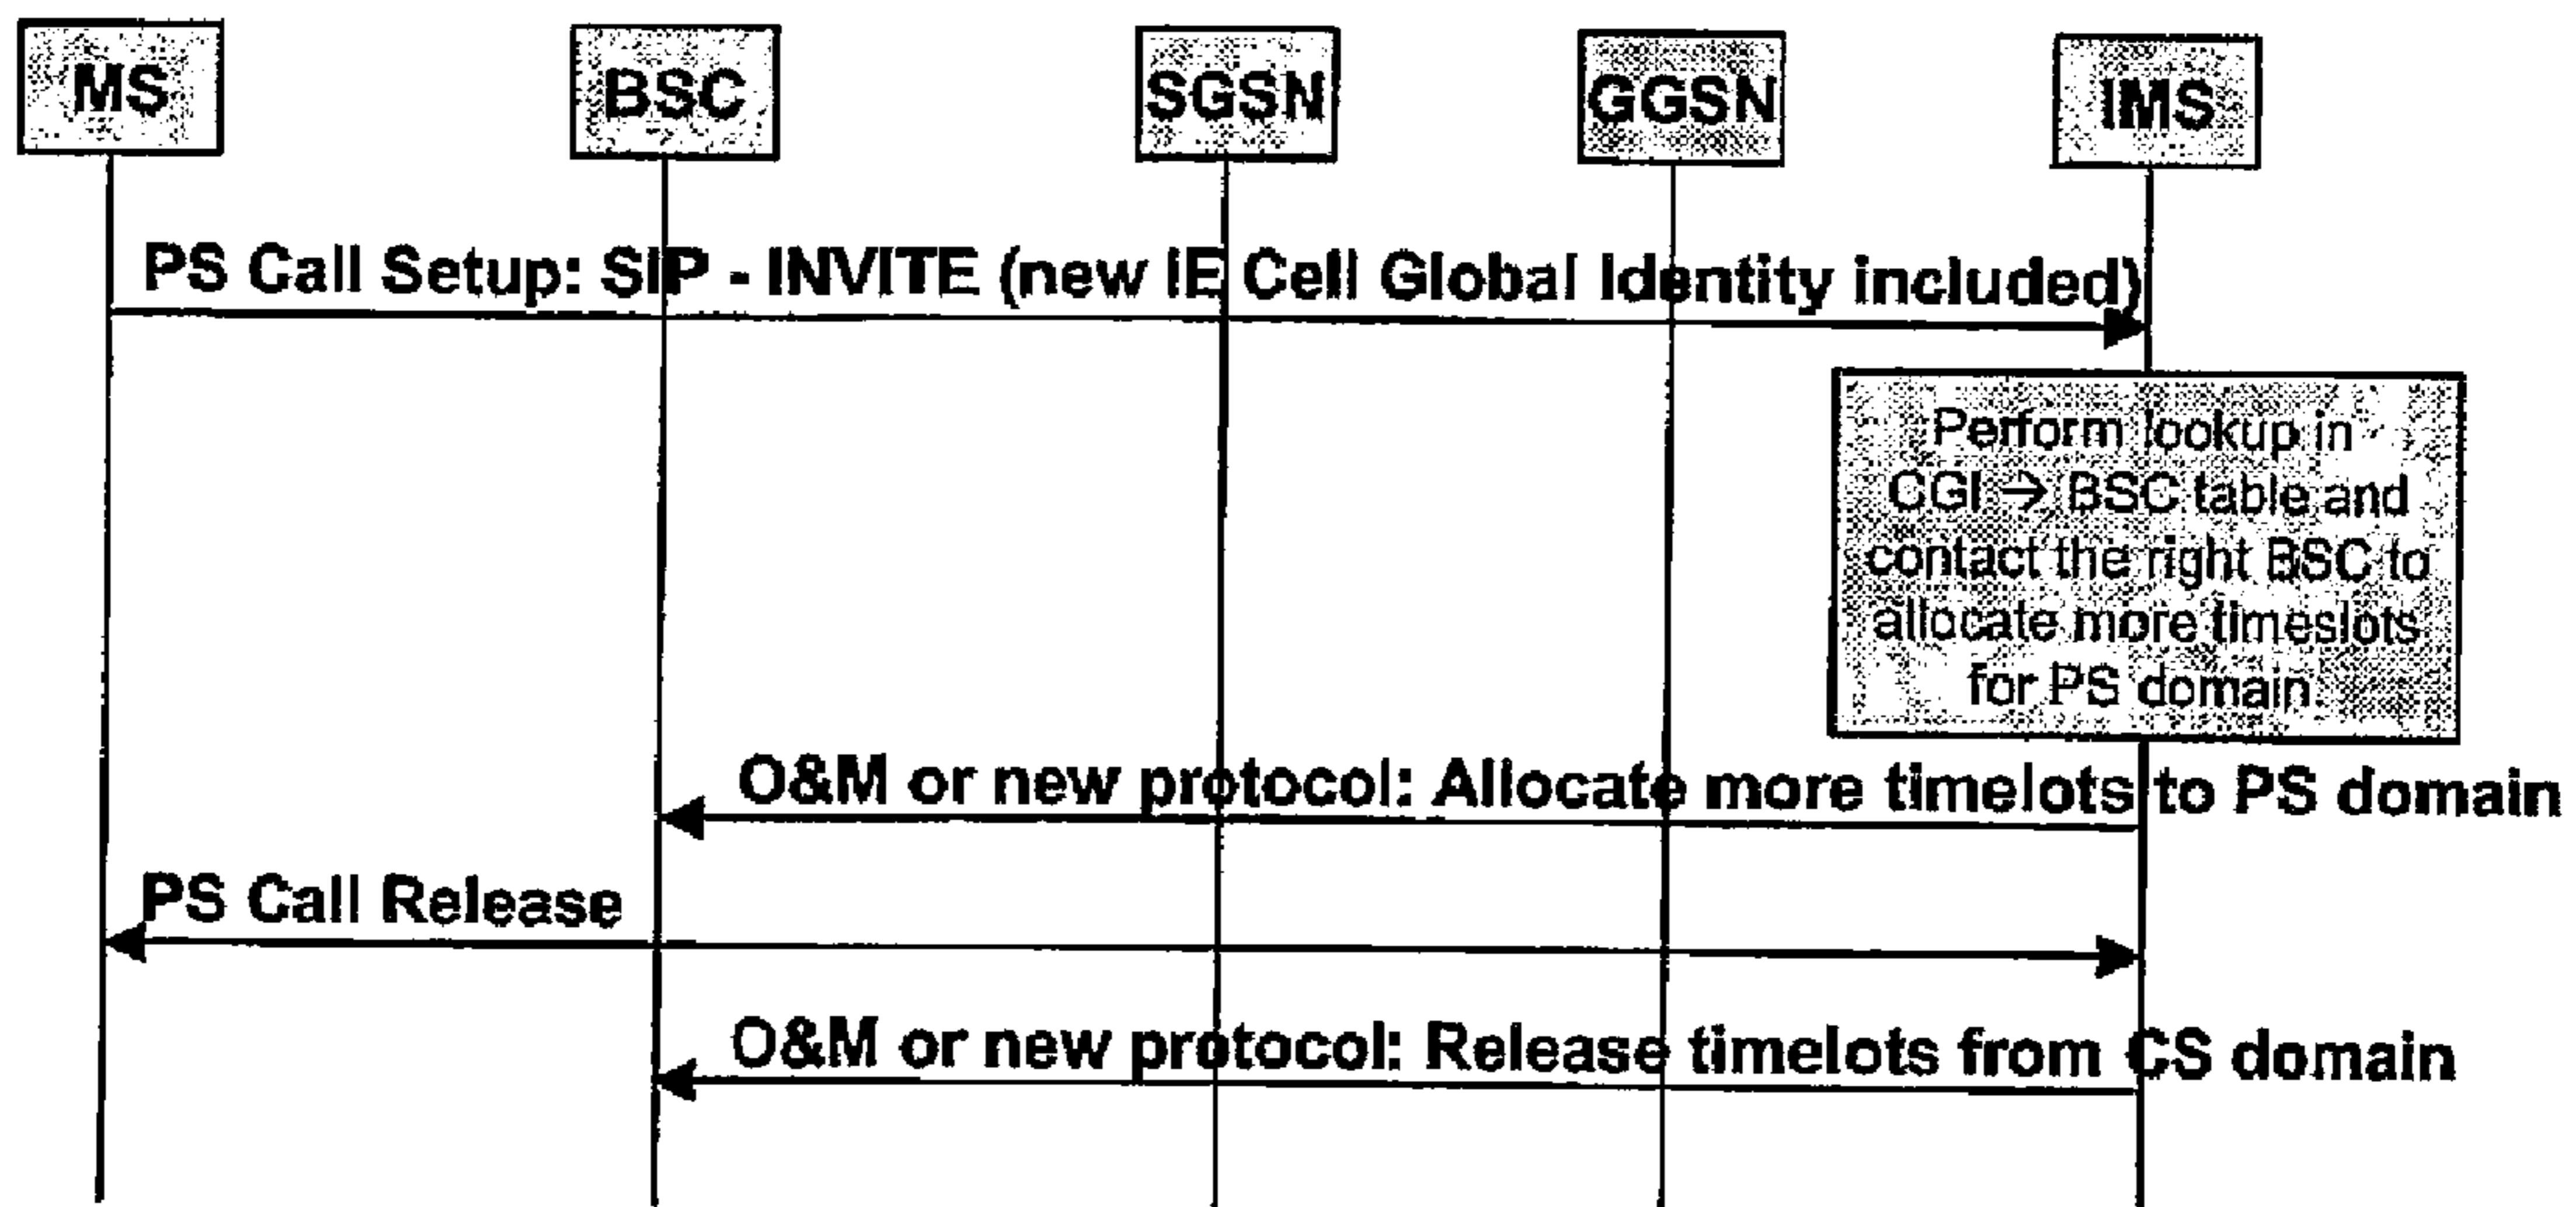 MS
BSC
SGSN
GGSN
IMS
PS Call Setup: SIP - INVITE (new IE Cell Global Identity included)
Perform lookup in
CGI → BSC table and
contact the right BSC to
allocate more timeslots
for PS domain
O&M or new protocol: Allocate more timelots to PS domain
PS Call Release
O&M or new protocol: Release timelots from CS domain